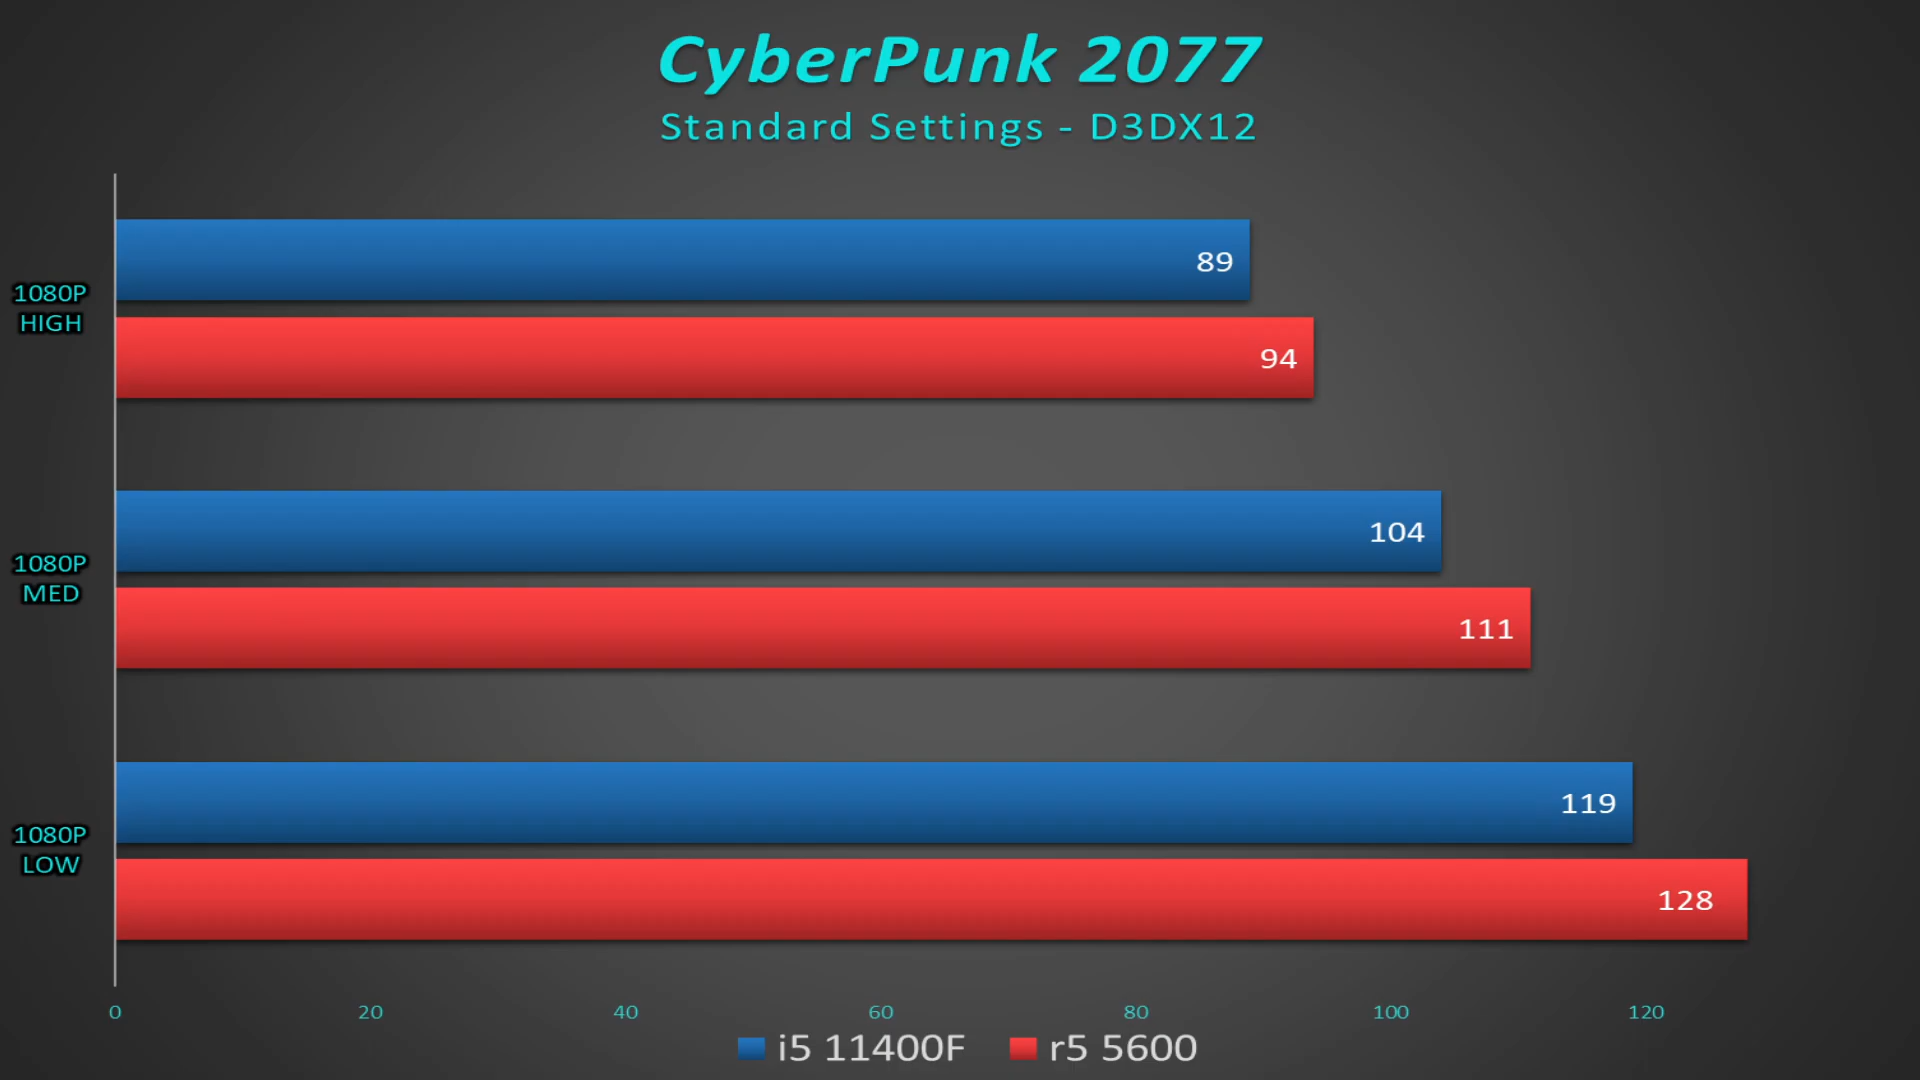 CyberPunk 2077
Standard Settings - D3DX12
1080P
HIGH
89
94
1080P
MED
104
111
1080P
LOW
119
128
0 20 40 60 80 100 120
i5 11400F r5 5600